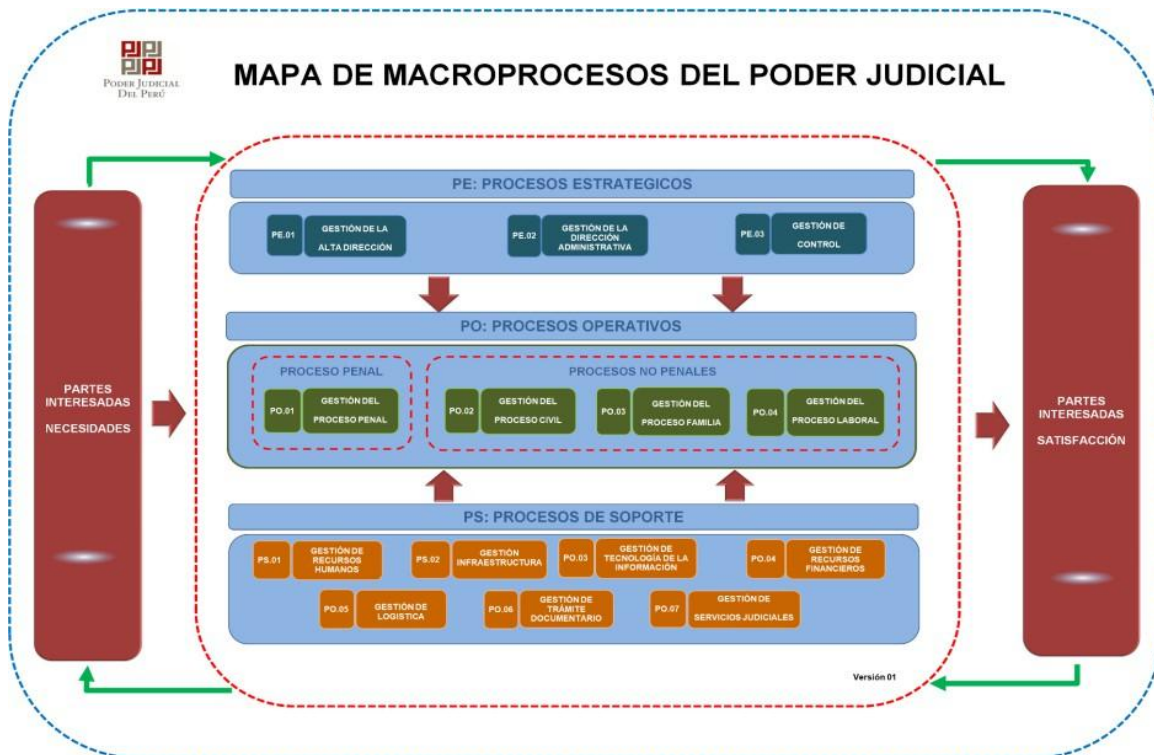 PODER JUDICIAL
DEL PERÚ
MAPA DE MACROPROCESOS DEL PODER JUDICIAL
PARTES
INTERESADAS
NECESIDADES
PE: PROCESOS ESTRATEGICOS
PE.01
GESTIÓN DE LA
ALTA DIRECCIÓN
PE.02
GESTIÓN DE LA
DIRECCIÓN
ADMINISTRATIVA
PE.03
GESTIÓN DE
CONTROL
PO: PROCESOS OPERATIVOS
PROCESO PENAL
PO.01
GESTIÓN DEL
PROCESO PENAL
PROCESOS NO PENALES
PO.02
GESTIÓN DEL
PROCESO CIVIL
PO.03
GESTIÓN DEL
PROCESO FAMILIA
PO.04
GESTIÓN DEL
PROCESO LABORAL
PS: PROCESOS DE SOPORTE
PS.01
GESTIÓN DE
RECURSOS
HUMANOS
PS.02
GESTIÓN
INFRAESTRUCTURA
PO.03
GESTIÓN DE
TECNOLOGÍA DE LA
INFORMACIÓN
PO.04
GESTIÓN DE
RECURSOS
FINANCIEROS
PO.05
GESTIÓN DE
LOGISTICA
PO.06
GESTIÓN DE
TRÁMITE
DOCUMENTARIO
PO.07
GESTIÓN DE
SERVICIOS JUDICIALES
PARTES
INTERESADAS
SATISFACCIÓN
Versión 01